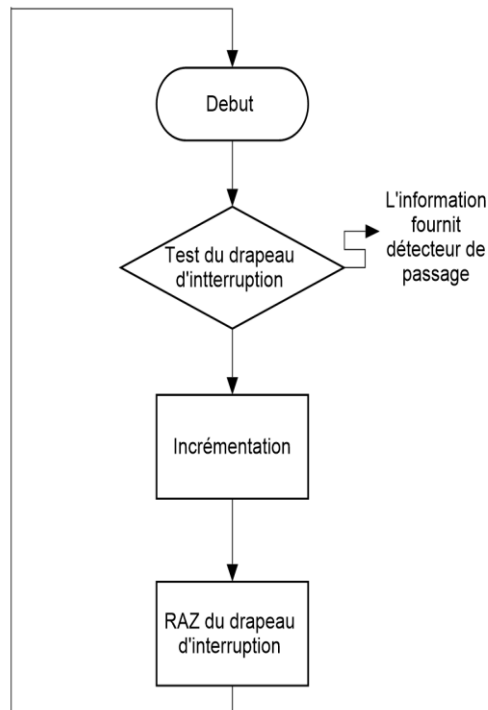 Debut
L'information
fournit
détecteur de
passage
Test du drapeau
d'intterruption
Incrémentation
RAZ du drapeau
d'interruption